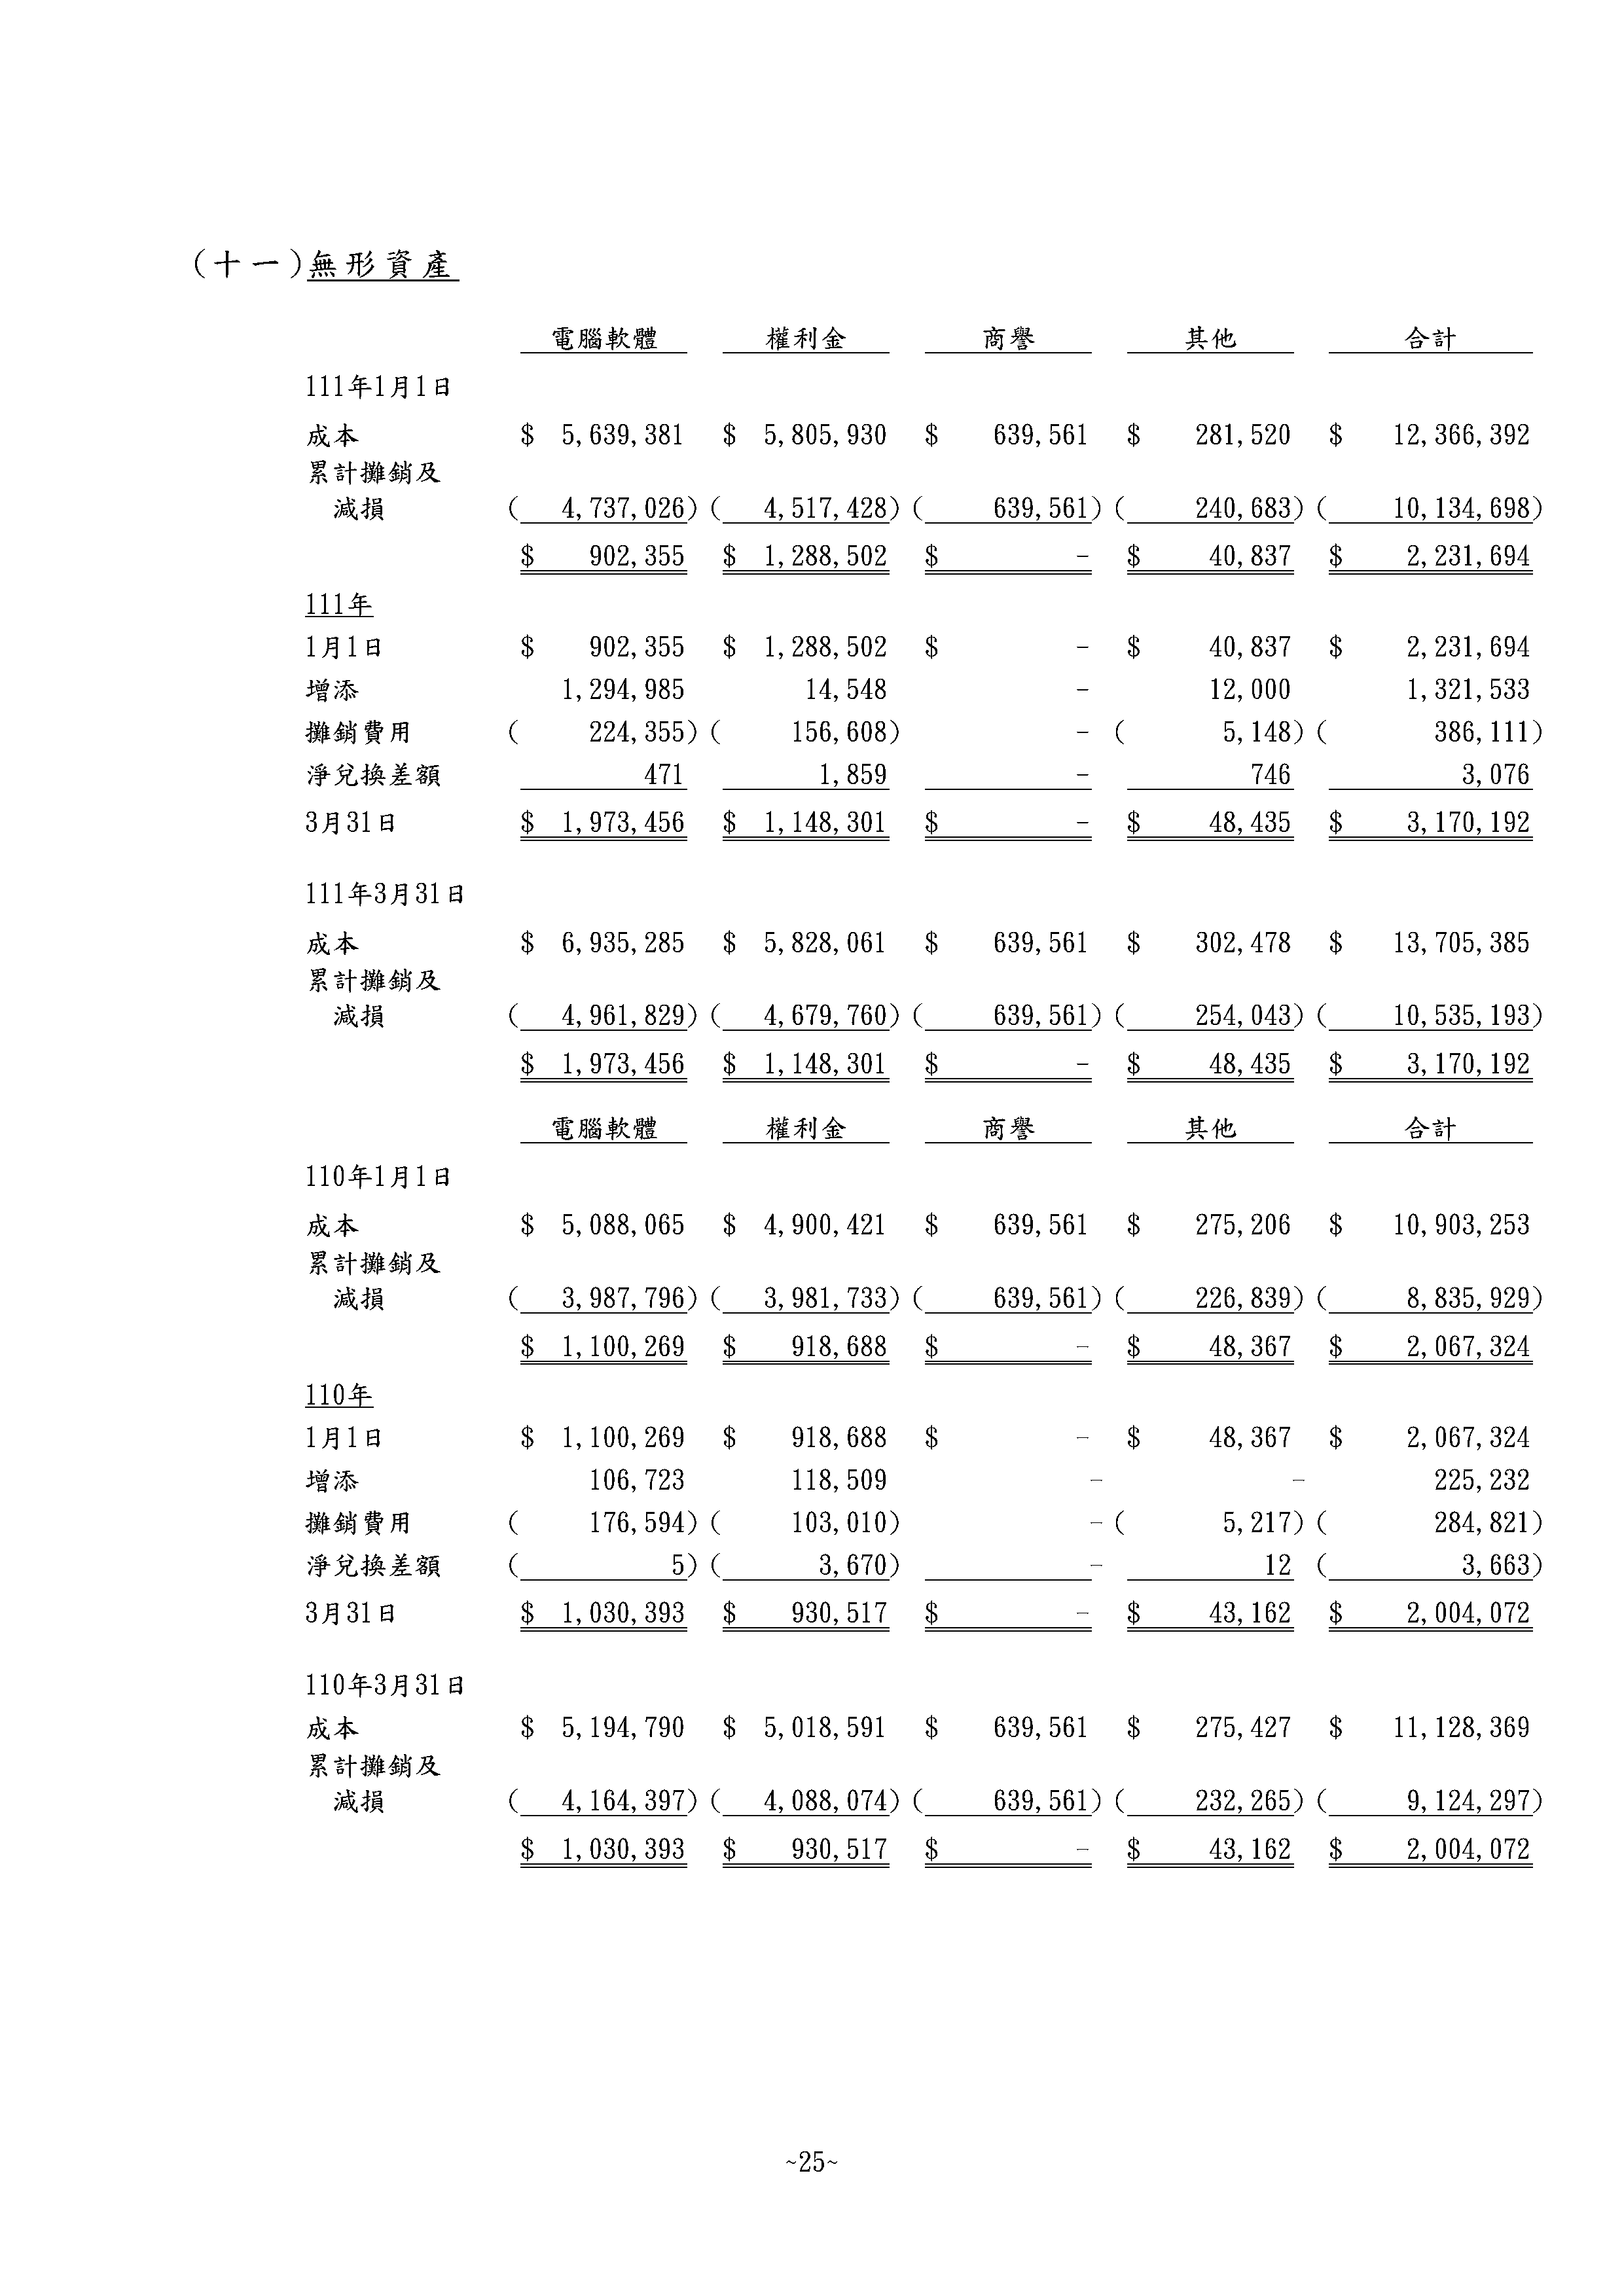 (十一)無形資產
電腦軟體 權利金 商譽 其他 合計
111年1月1日
成本 $ 5,639,381 $ 5,805,930 $ 639,561 $ 281,520 $ 12,366,392
累計攤銷及
減損 ( 4,737,026) ( 4,517,428) ( 639,561) ( 240,683) ( 10,134,698)
$ 902,355 $ 1,288,502 $ - $ 40,837 $ 2,231,694
111年
1月1日 $ 902,355 $ 1,288,502 $ - $ 40,837 $ 2,231,694
增添 1,294,985 14,548 - 12,000 1,321,533
攤銷費用 ( 224,355) ( 156,608) - ( 5,148) ( 386,111)
淨兌換差額 471 1,859 - 746 3,076
3月31日 $ 1,973,456 $ 1,148,301 $ - $ 48,435 $ 3,170,192
111年3月31日
成本 $ 6,935,285 $ 5,828,061 $ 639,561 $ 302,478 $ 13,705,385
累計攤銷及
減損 ( 4,961,829) ( 4,679,760) ( 639,561) ( 254,043) ( 10,535,193)
$ 1,973,456 $ 1,148,301 $ - $ 48,435 $ 3,170,192
電腦軟體 權利金 商譽 其他 合計
110年1月1日
成本 $ 5,088,065 $ 4,900,421 $ 639,561 $ 275,206 $ 10,903,253
累計攤銷及
減損 ( 3,987,796) ( 3,981,733) ( 639,561) ( 226,839) ( 8,835,929)
$ 1,100,269 $ 918,688 $ - $ 48,367 $ 2,067,324
110年
1月1日 $ 1,100,269 $ 918,688 $ - $ 48,367 $ 2,067,324
增添 106,723 118,509 - - 225,232
攤銷費用 ( 176,594) ( 103,010) - ( 5,217) ( 284,821)
淨兌換差額 ( 5) ( 3,670) - 12 ( 3,663)
3月31日 $ 1,030,393 $ 930,517 $ - $ 43,162 $ 2,004,072
110年3月31日
成本 $ 5,194,790 $ 5,018,591 $ 639,561 $ 275,427 $ 11,128,369
累計攤銷及
減損 ( 4,164,397) ( 4,088,074) ( 639,561) ( 232,265) ( 9,124,297)
$ 1,030,393 $ 930,517 $ - $ 43,162 $ 2,004,072
~25~